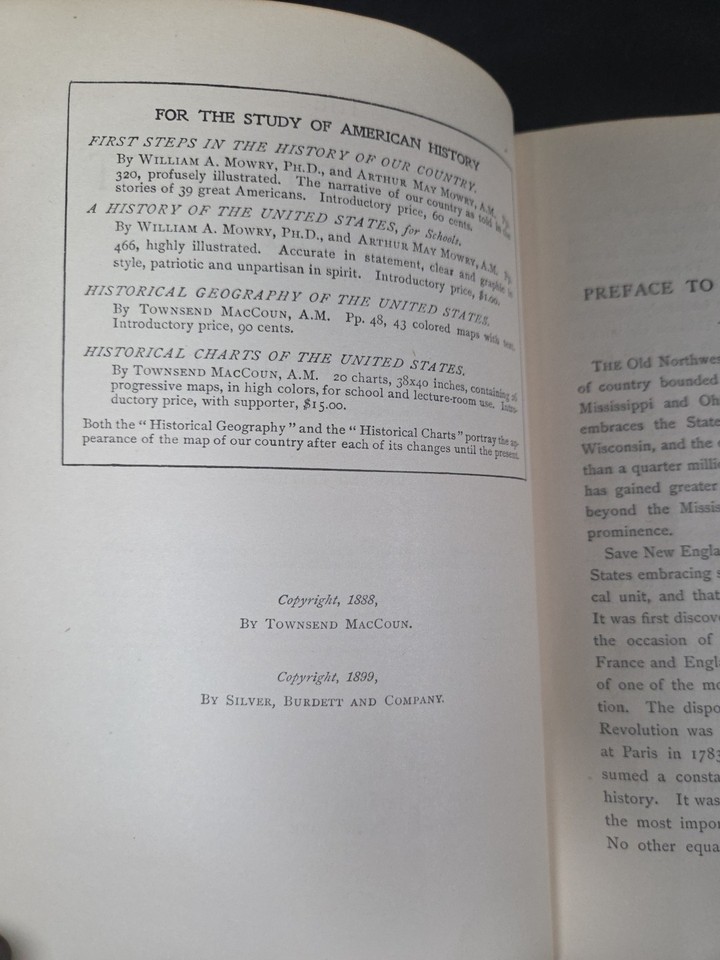 FOR THE STUDY OF AMERICAN HISTORY
FIRST STEPS IN THE HISTORY OF OUR COUNTRY.
By William A. Mowry, Ph.D., and Arthur May Mowry, A.M. Pp.
320, profusely illustrated. The narrative of our country as told in the
stories of 39 great Americans. Introductory price, 60 cents.
A HISTORY OF THE UNITED STATES, for Schools.
By William A. Mowry, Ph.D., and Arthur May Mowry, A.M. Pp.
466, highly illustrated. Accurate in statement, clear and graphic in
style, patriotic and unpartisan in spirit. Introductory price, $1.00.
HISTORICAL GEOGRAPHY OF THE UNITED STATES.
By Townsend MacCoun, A.M. Pp. 48, 43 colored maps with text.
Introductory price, 90 cents.
HISTORICAL CHARTS OF THE UNITED STATES.
By Townsend MacCoun, A.M. 20 charts, 38x40 inches, containing
progressive maps, in high colors, for school and lecture-room use. Intro-
ductory price, with supporter, $15.00.
Both the "Historical Geography" and the "Historical Charts" portray the ap-
pearance of the map of our country after each of its changes until the present.
Copyright, 1888,
By Townsend MacCoun.
Copyright, 1899,
By Silver, Burdett and Company.
PREFACE TO
The Old Northwes
of country bounded
Mississippi and Oh
embraces the State
Wisconsin, and the
than a quarter milli
has gained greater
beyond the Missis
prominence.
Save New Engla
States embracing
cal unit, and that
It was first discov
the occasion of
France and Engl
of one of the mo
tion. The dispo
Revolution was
at Paris in 1783
sumed a consta
history. It was
the most impor
No other equa